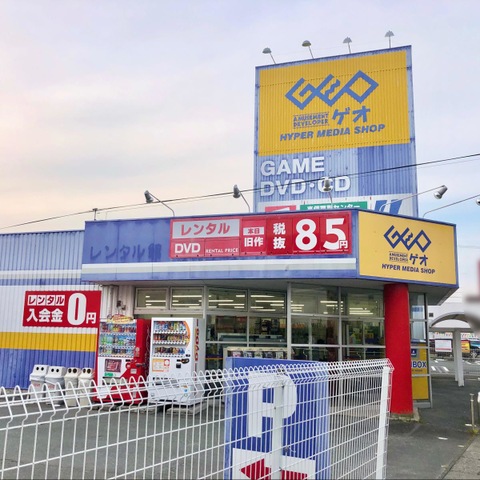 GEO
AMUSEMENT
DEVELOPER
ゲオ
HYPER MEDIA SHOP
GAME
DVD・CD
レンタル
DVD
RENTAL PRICE
本日
旧作
税抜
85円
GEO
ゲオ
HYPER MEDIA SHOP
レンタル館
レンタル
入会金0円
BOX
P